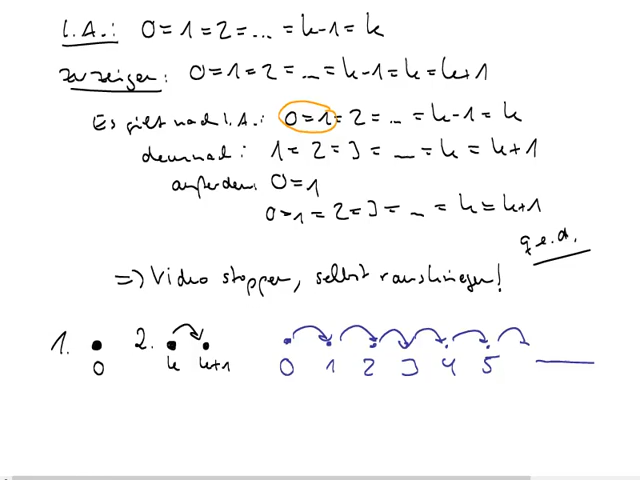 I.A.: 0 = 1 = 2 = ... = k-1 = k
Zu zeigen: 0 = 1 = 2 = ... = k-1 = k = k+1
Es gilt nach I.A.: 0 = 1 = 2 = ... = k-1 = k
demnach: 1 = 2 = 3 = ... = k = k+1
außerdem: 0 = 1
0 = 1 = 2 = 3 = ... = k = k+1
q.e.d.
=> Video stoppen, selbst rauskriegen!
1. 2.
0 k k+1 0 1 2 3 4 5